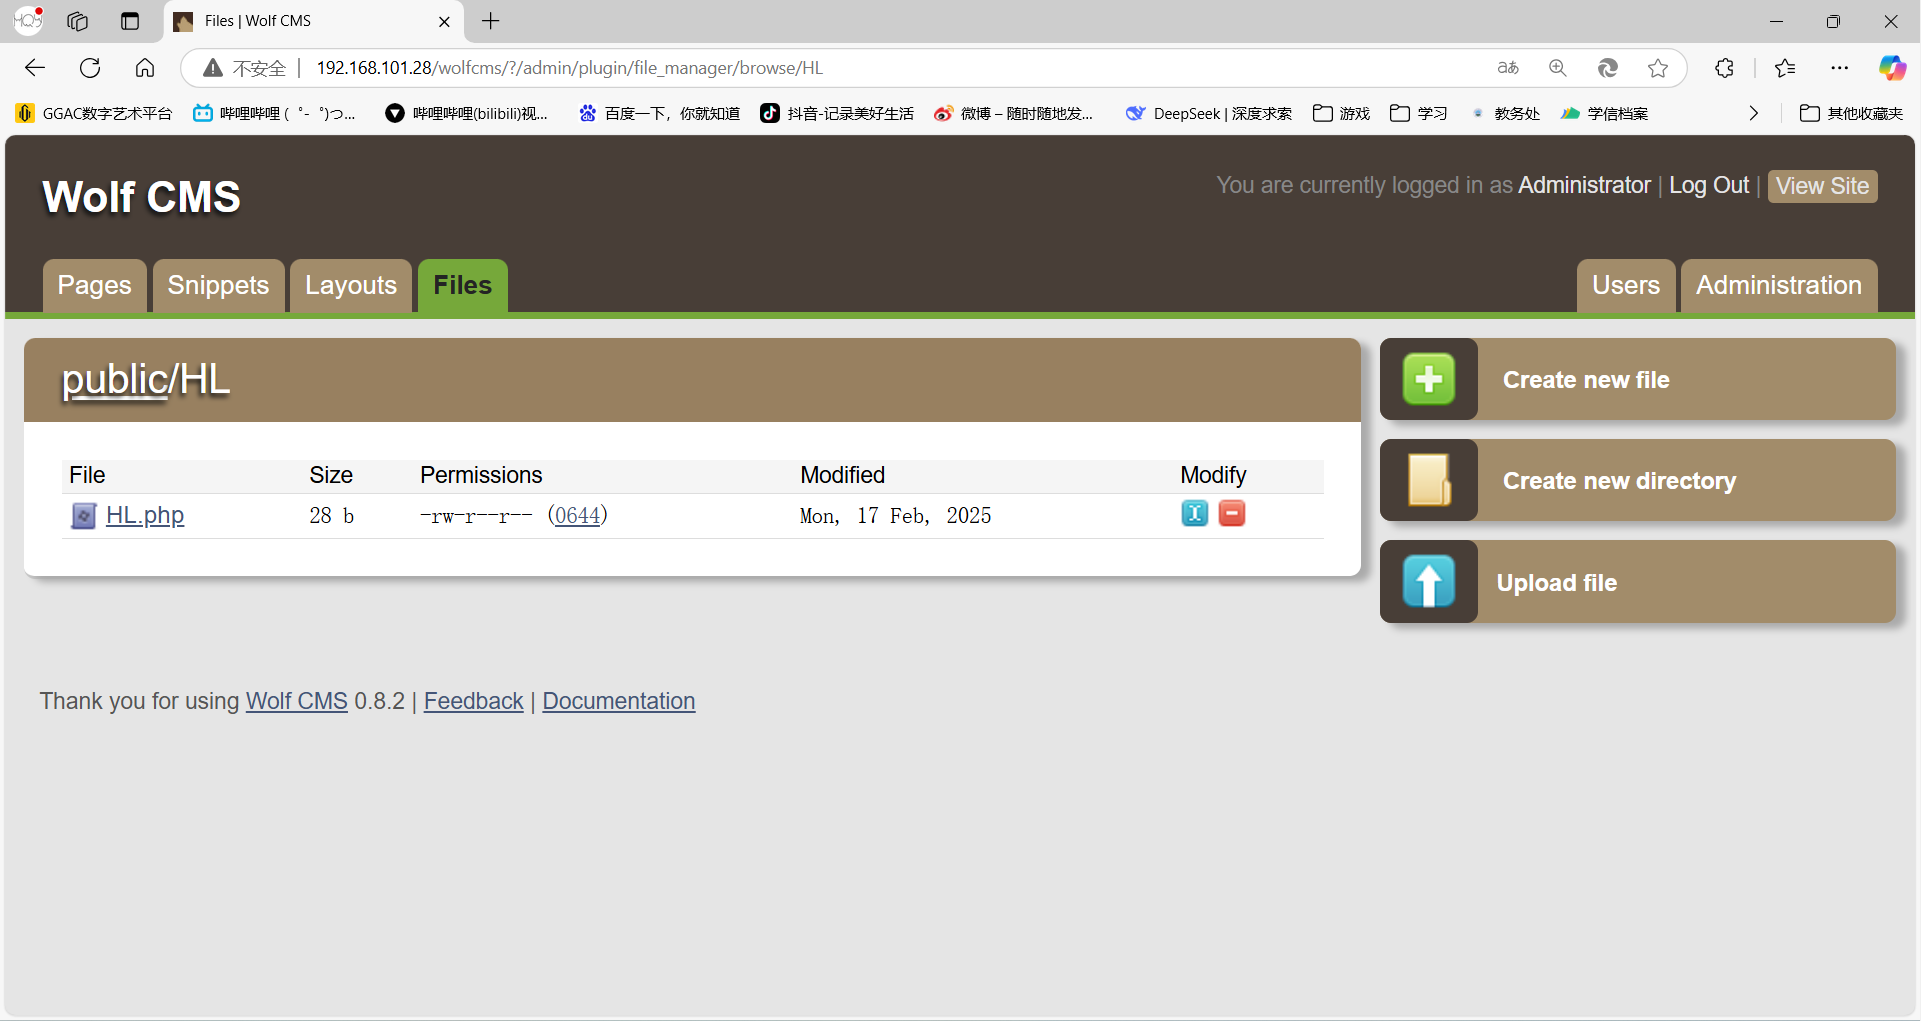 Files | Wolf CMS
不安全 | 192.168.101.28/wolfcms/?/admin/plugin/file_manager/browse/HL
GGAC数字艺术平台 哔哩哔哩 ( ゜- ゜)つ... 哔哩哔哩(bilibili)视... 百度一下，你就知道 抖音-记录美好生活 微博 – 随时随地发... DeepSeek | 深度求索 游戏 学习 教务处 学信档案 其他收藏夹
Wolf CMS
You are currently logged in as Administrator | Log Out | View Site
Pages Snippets Layouts Files Users Administration
public/HL
File Size Permissions Modified Modify
HL.php 28 b -rw-r--r-- (0644) Mon, 17 Feb, 2025
Create new file
Create new directory
Upload file
Thank you for using Wolf CMS 0.8.2 | Feedback | Documentation